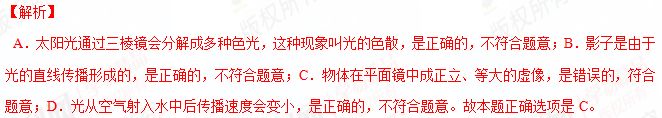 【解析】
A．太阳光通过三棱镜会分解成多种色光，这种现象叫光的色散，是正确的，不符合题意；B．影子是由于
光的直线传播形成的，是正确的，不符合题意；C．物体在平面镜中成正立、等大的虚像，是错误的，符合
题意；D．光从空气射入水中后传播速度会变小，是正确的，不符合题意。故本题正确选项是 C。